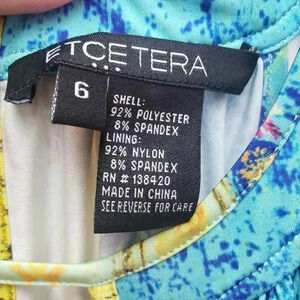 ETCETERA
6
SHELL:
92% POLYESTER
8% SPANDEX
LINING:
92% NYLON
8% SPANDEX
RN # 138420
MADE IN CHINA
SEE REVERSE FOR CARE